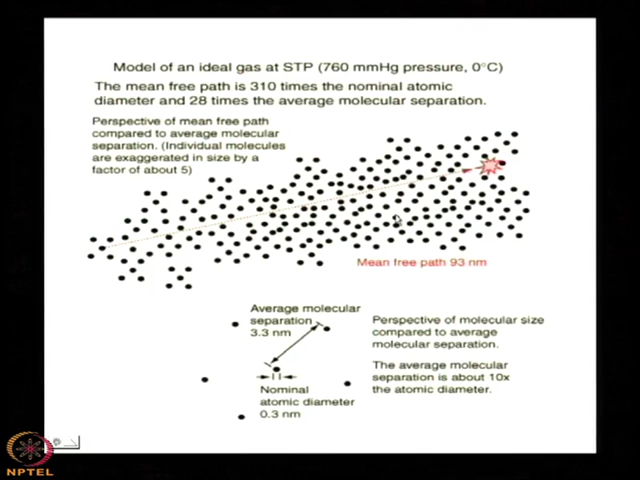 Model of an ideal gas at STP (760 mmHg pressure, 0°C)
The mean free path is 310 times the nominal atomic
diameter and 28 times the average molecular separation.
Perspective of mean free path
compared to average molecular
separation. (Individual molecules
are exaggerated in size by a
factor of about 5)
Mean free path 93 nm
Average molecular
separation
3.3 nm
Perspective of molecular size
compared to average
molecular separation.
The average molecular
separation is about 10x
the atomic diameter.
Nominal
atomic diameter
0.3 nm
NPTEL